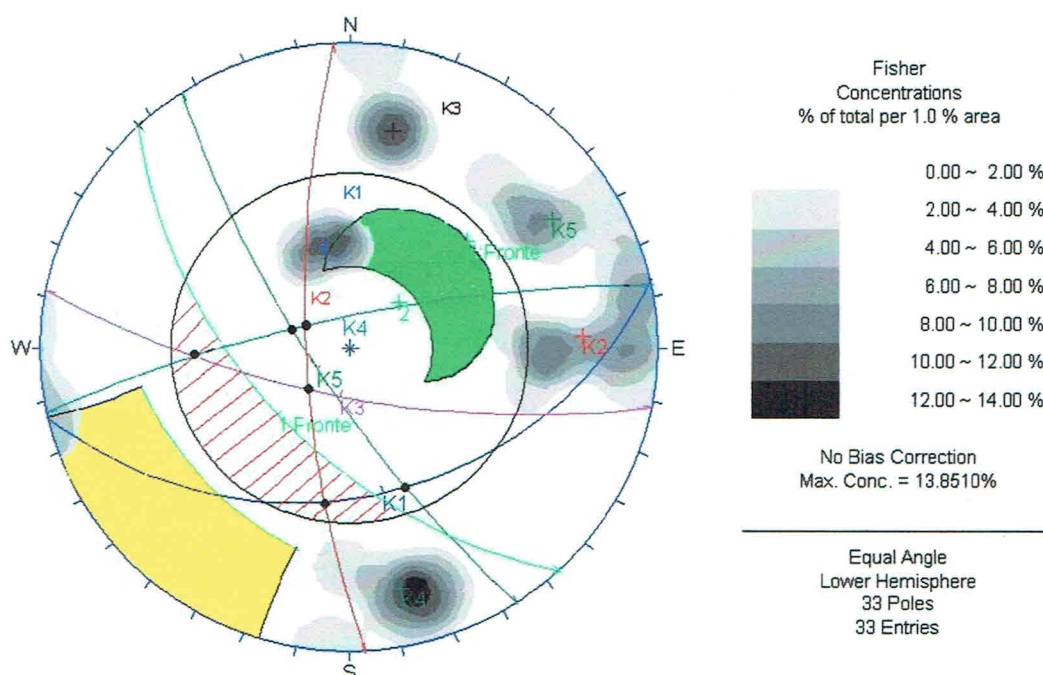 N
K3
K1
K5
1 Fronte
K2
2
K2
K4
W
E
K5
K3
1 Fronte
K1
S
Fisher
Concentrations
% of total per 1.0 % area
0.00 ~ 2.00 %
2.00 ~ 4.00 %
4.00 ~ 6.00 %
6.00 ~ 8.00 %
8.00 ~ 10.00 %
10.00 ~ 12.00 %
12.00 ~ 14.00 %
No Bias Correction
Max. Conc. = 13.8510%
Equal Angle
Lower Hemisphere
33 Poles
33 Entries